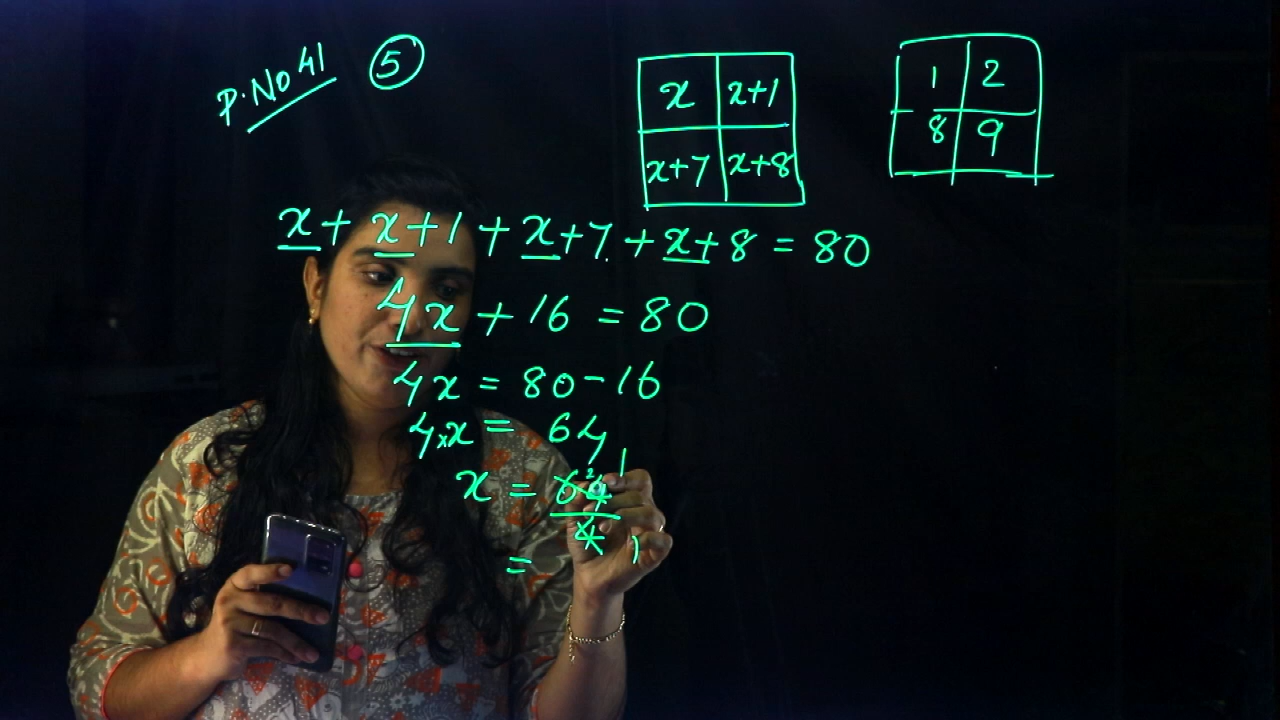 P.No 41 5
x x+1
x+7 x+8
1 2
8 9
x + x+1 + x+7 + x+8 = 80
4x + 16 = 80
4x = 80-16
4×x = 64
x = 64/4
=